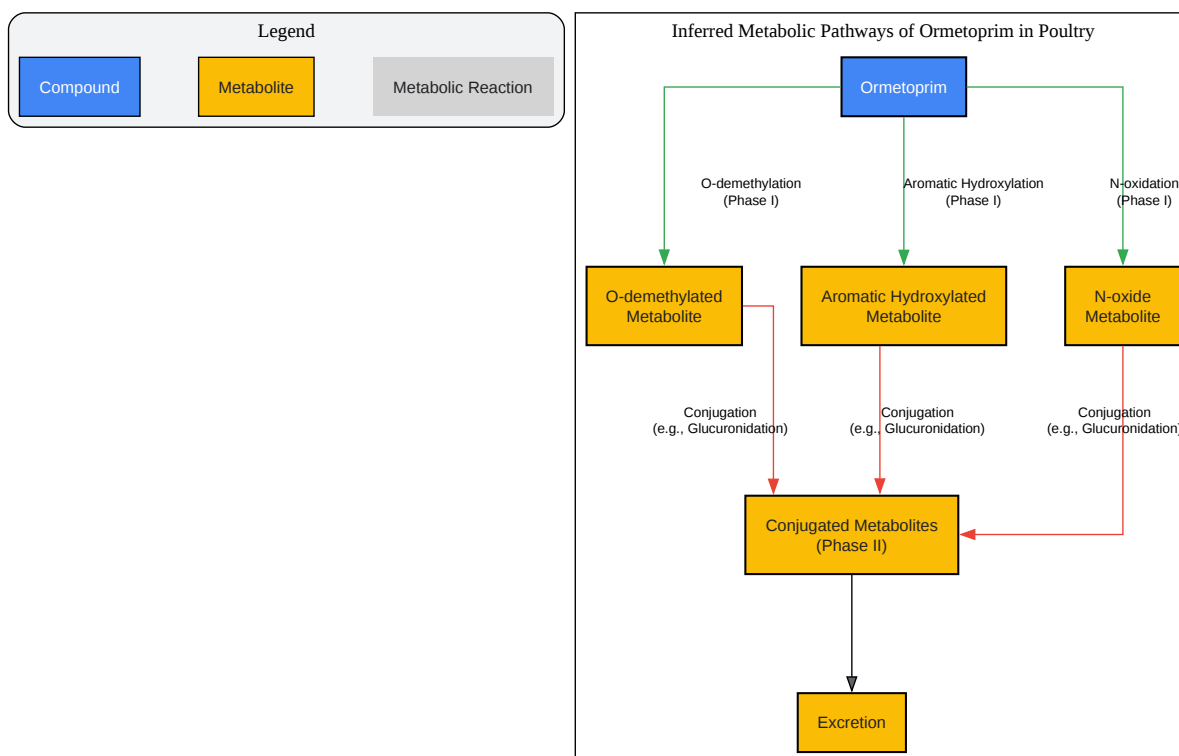 Legend
Compound
Metabolite
Metabolic Reaction
Inferred Metabolic Pathways of Ormetoprim in Poultry
Ormetoprim
O-demethylation
(Phase I)
Aromatic Hydroxylation
(Phase I)
N-oxidation
(Phase I)
O-demethylated
Metabolite
Aromatic Hydroxylated
Metabolite
N-oxide
Metabolite
Conjugation
(e.g., Glucuronidation)
Conjugation
(e.g., Glucuronidation)
Conjugation
(e.g., Glucuronidation)
Conjugated Metabolites
(Phase II)
Excretion